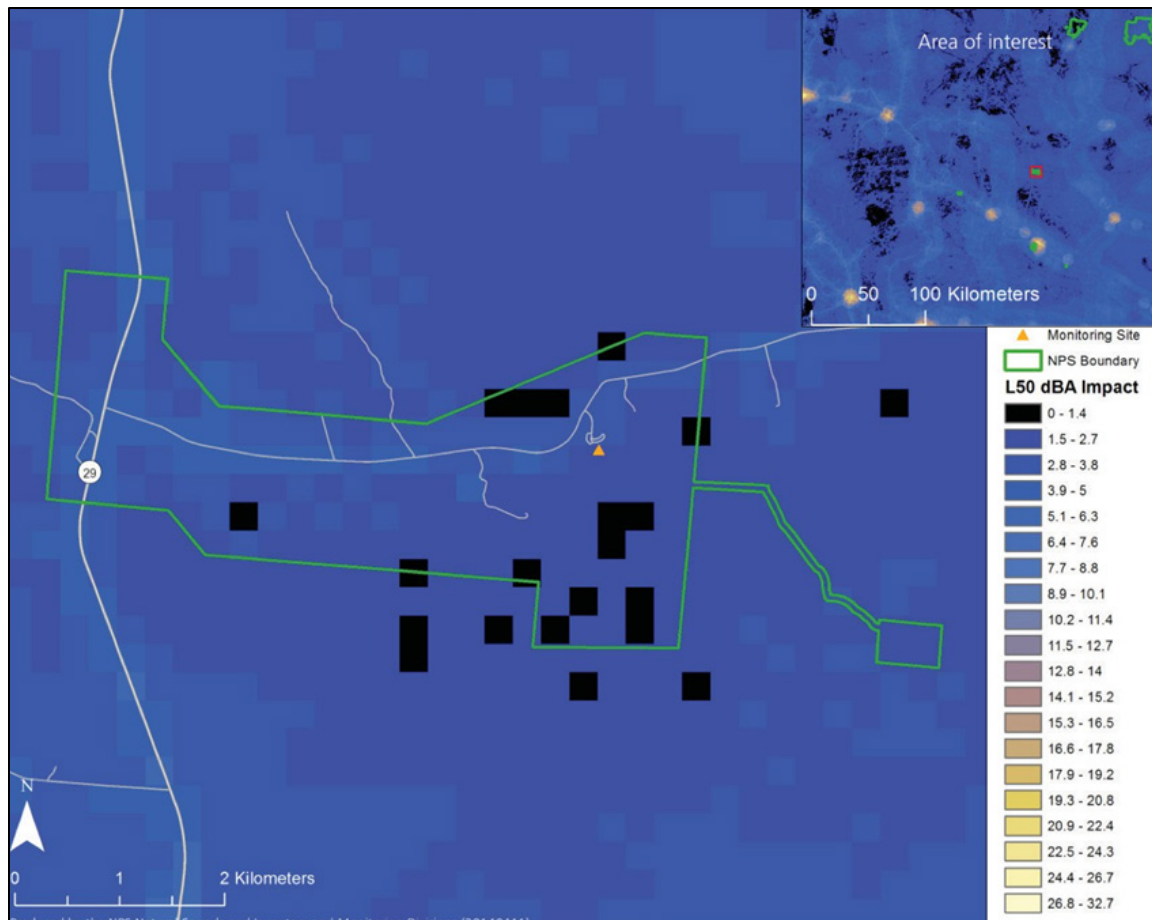 Area of interest
0 50 100 Kilometers
Monitoring Site
NPS Boundary
L50 dBA Impact
0 - 1.4
1.5 - 2.7
2.8 - 3.8
3.9 - 5
5.1 - 6.3
6.4 - 7.6
7.7 - 8.8
8.9 - 10.1
10.2 - 11.4
11.5 - 12.7
12.8 - 14
14.1 - 15.2
15.3 - 16.5
16.6 - 17.8
17.9 - 19.2
19.3 - 20.8
20.9 - 22.4
22.5 - 24.3
24.4 - 26.7
26.8 - 32.7
29
N
0 1 2 Kilometers